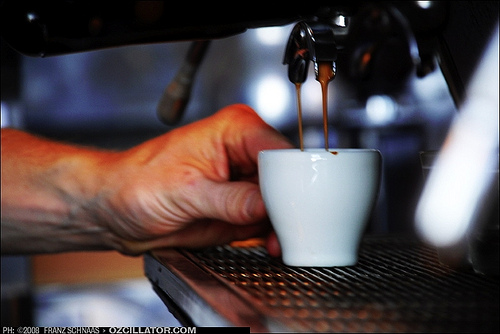 PH: ©2008 FRANZ SCHNAAS > OZCILLATOR.COM